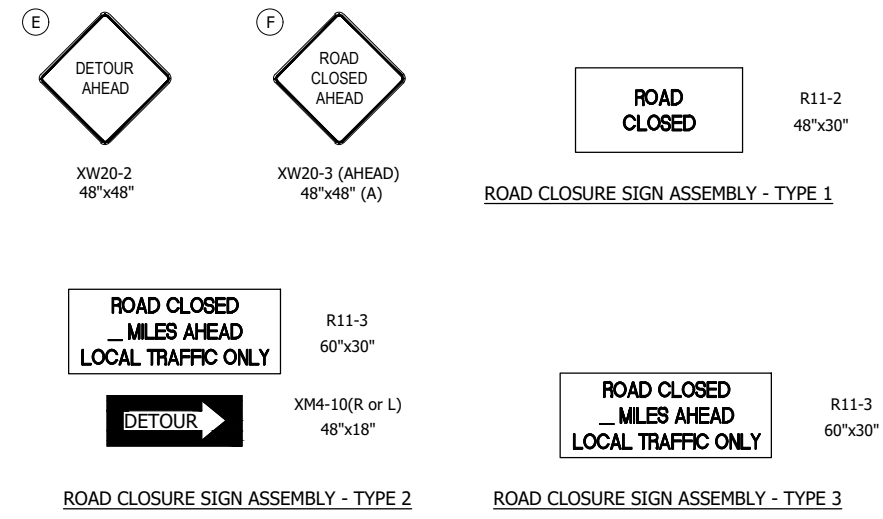 E
DETOUR
AHEAD
XW20-2
48"x48"
F
ROAD
CLOSED
AHEAD
XW20-3 (AHEAD)
48"x48" (A)
ROAD
CLOSED
R11-2
48"x30"
ROAD CLOSURE SIGN ASSEMBLY - TYPE 1
ROAD CLOSED
_ MILES AHEAD
LOCAL TRAFFIC ONLY
R11-3
60"x30"
DETOUR
XM4-10(R or L)
48"x18"
ROAD CLOSURE SIGN ASSEMBLY - TYPE 2
ROAD CLOSED
_ MILES AHEAD
LOCAL TRAFFIC ONLY
R11-3
60"x30"
ROAD CLOSURE SIGN ASSEMBLY - TYPE 3